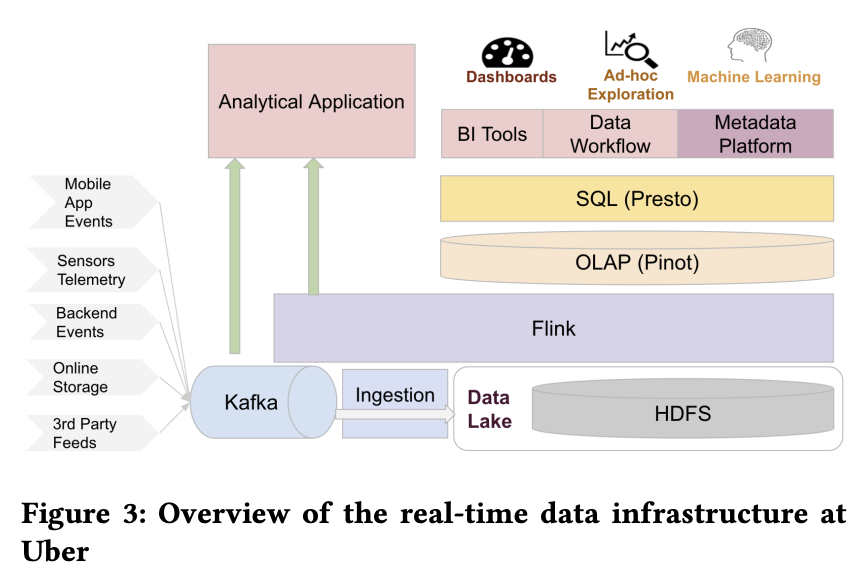 Dashboards
Ad-hoc
Exploration
Machine Learning
Analytical Application
BI Tools
Data
Workflow
Metadata
Platform
SQL (Presto)
OLAP (Pinot)
Flink
Mobile
App
Events
Sensors
Telemetry
Backend
Events
Online
Storage
3rd Party
Feeds
Kafka
Ingestion
Data
Lake
HDFS
Figure 3: Overview of the real-time data infrastructure at
Uber